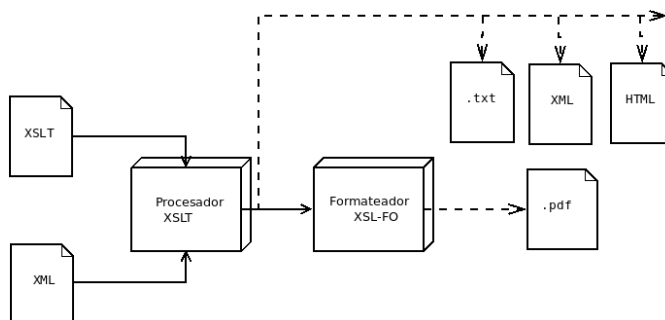 .txt
XML
HTML
XSLT
Procesador
XSLT
Formateador
XSL-FO
.pdf
XML